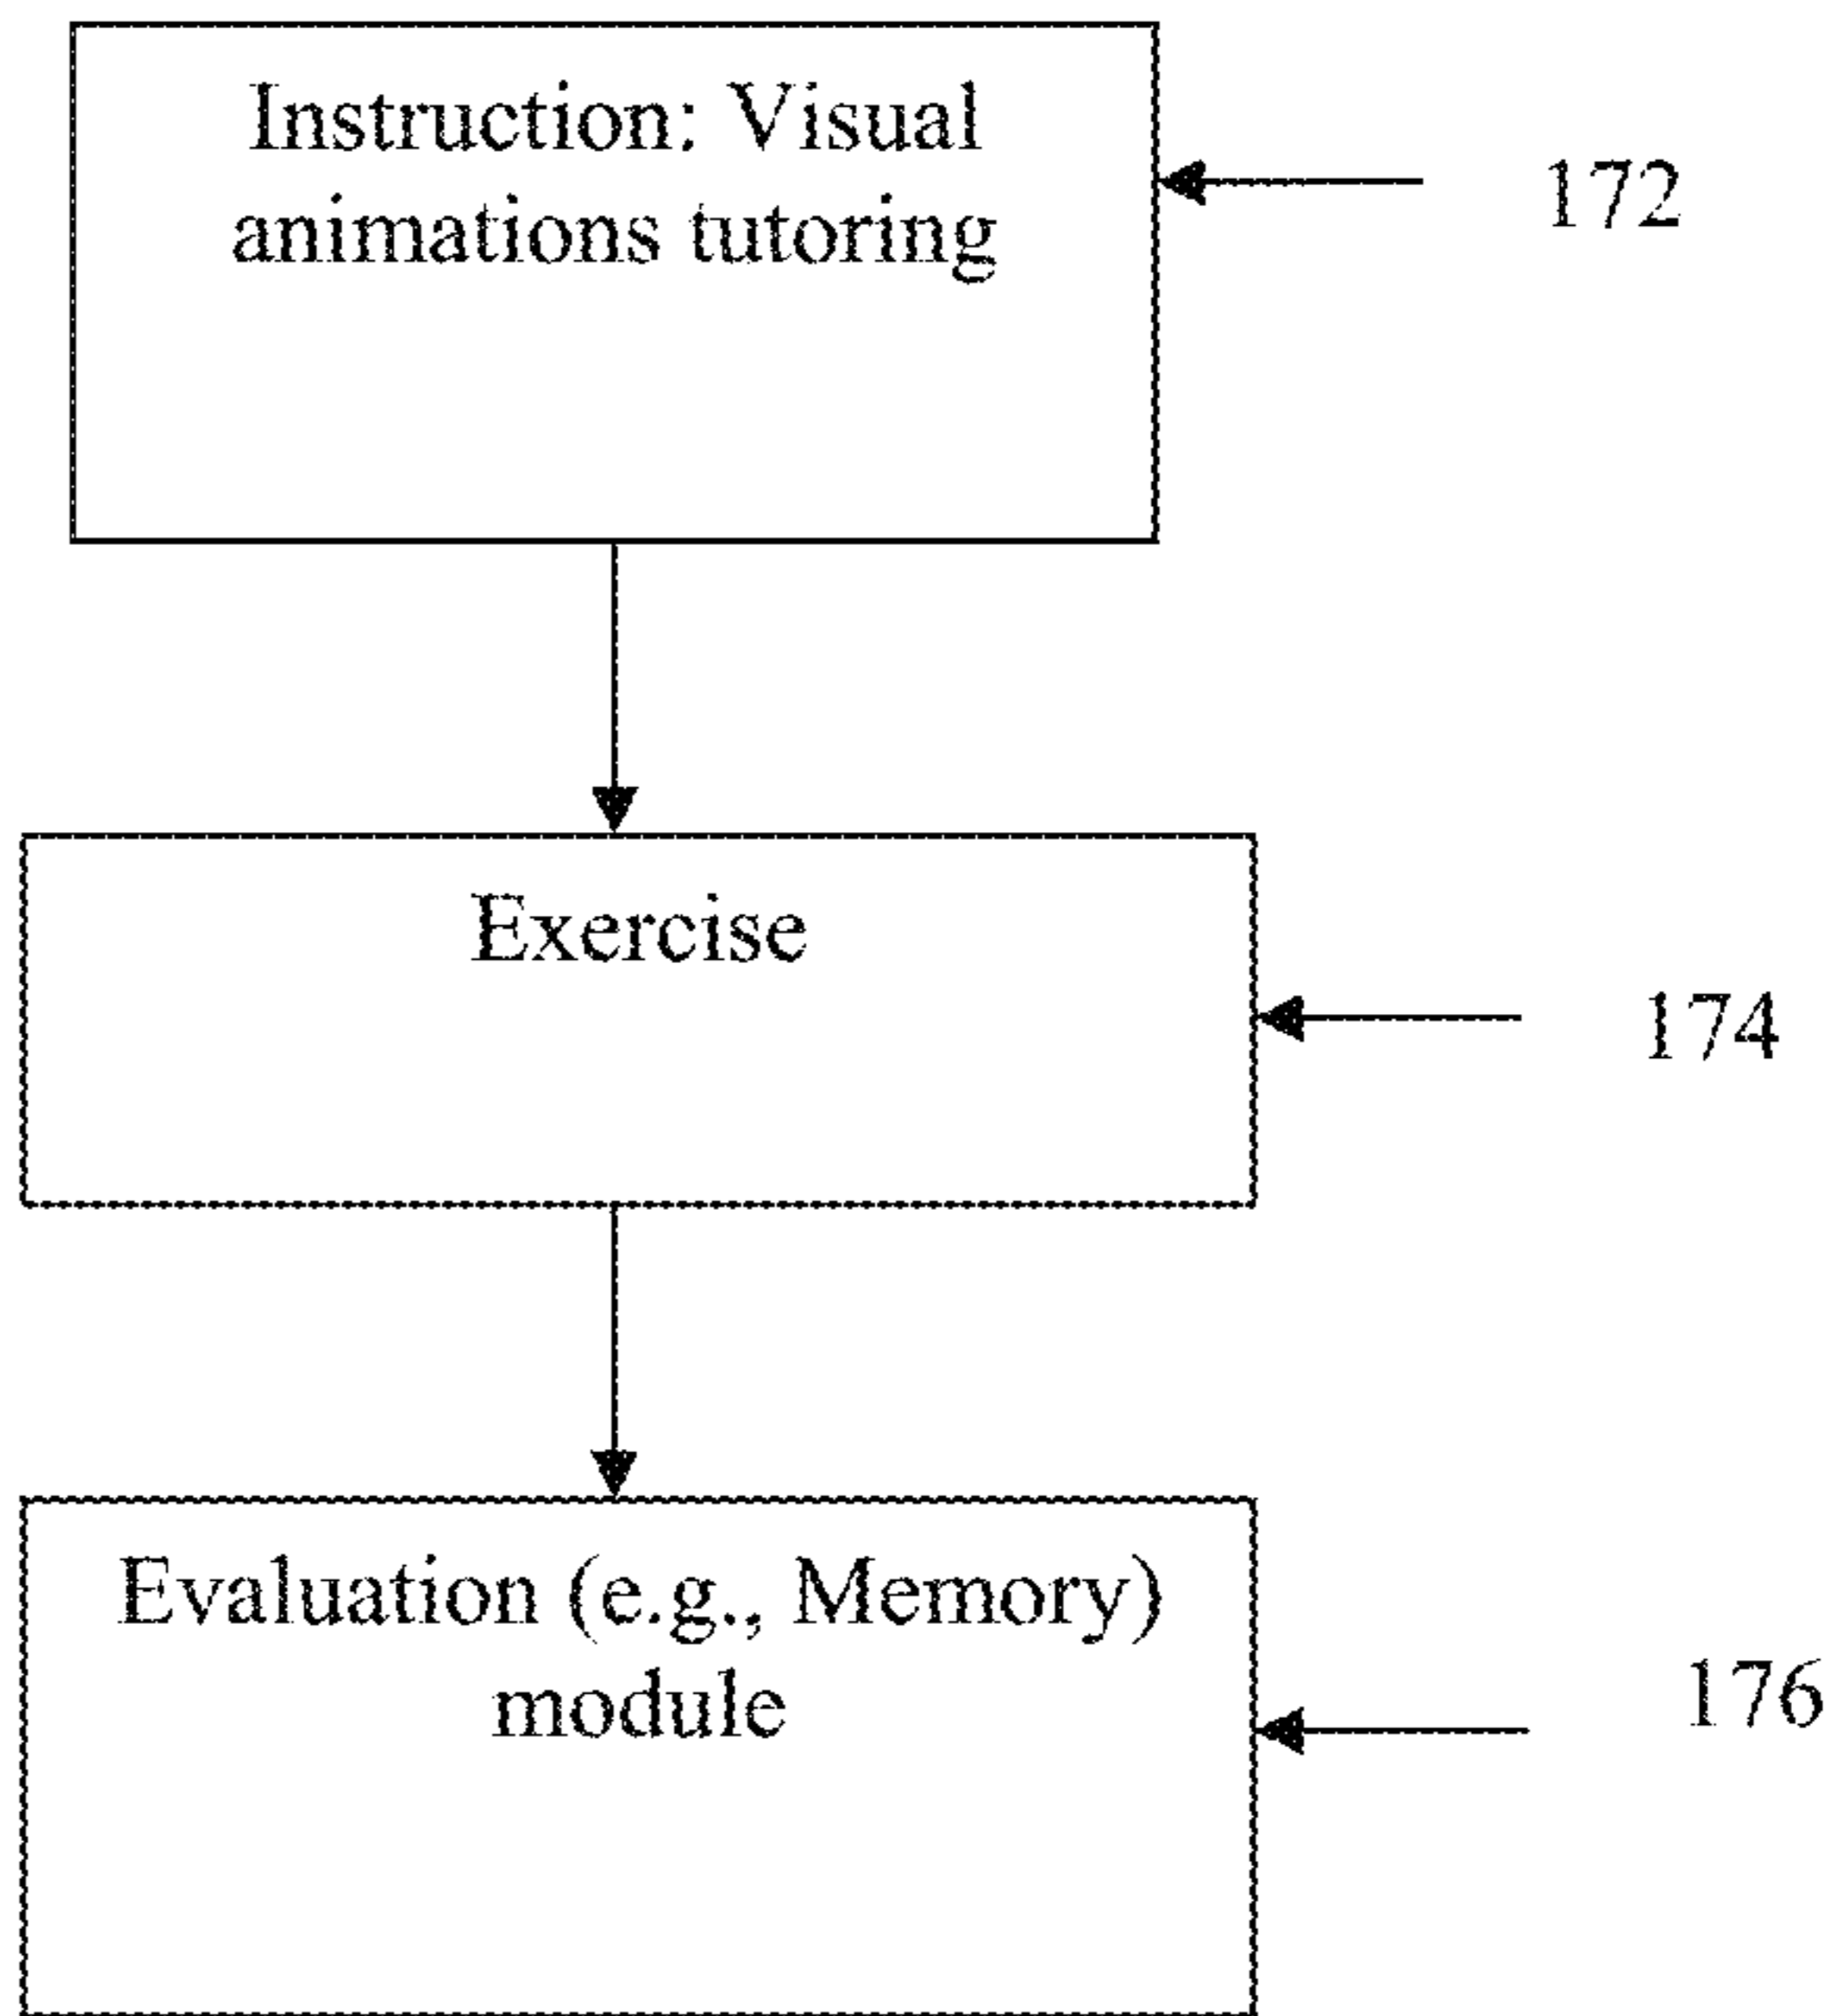 Instruction: Visual
animations tutoring
172
Exercise
174
Evaluation (e.g., Memory)
module
176